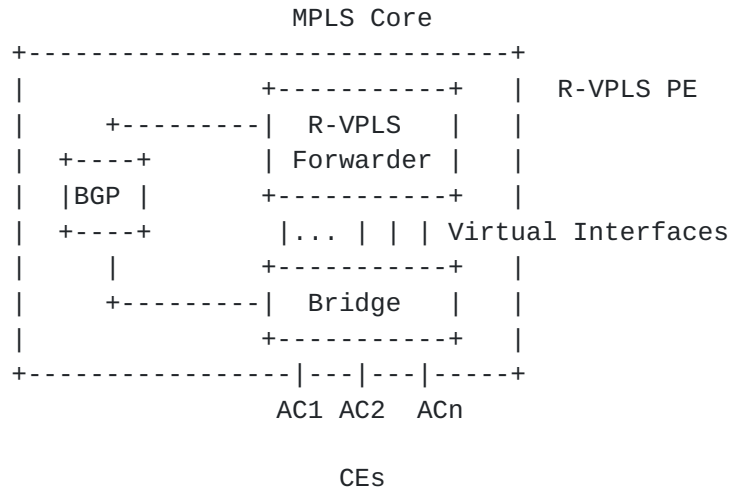 MPLS Core
R-VPLS PE
R-VPLS
Forwarder
BGP
... Virtual Interfaces
Bridge
AC1 AC2 ACn
CEs